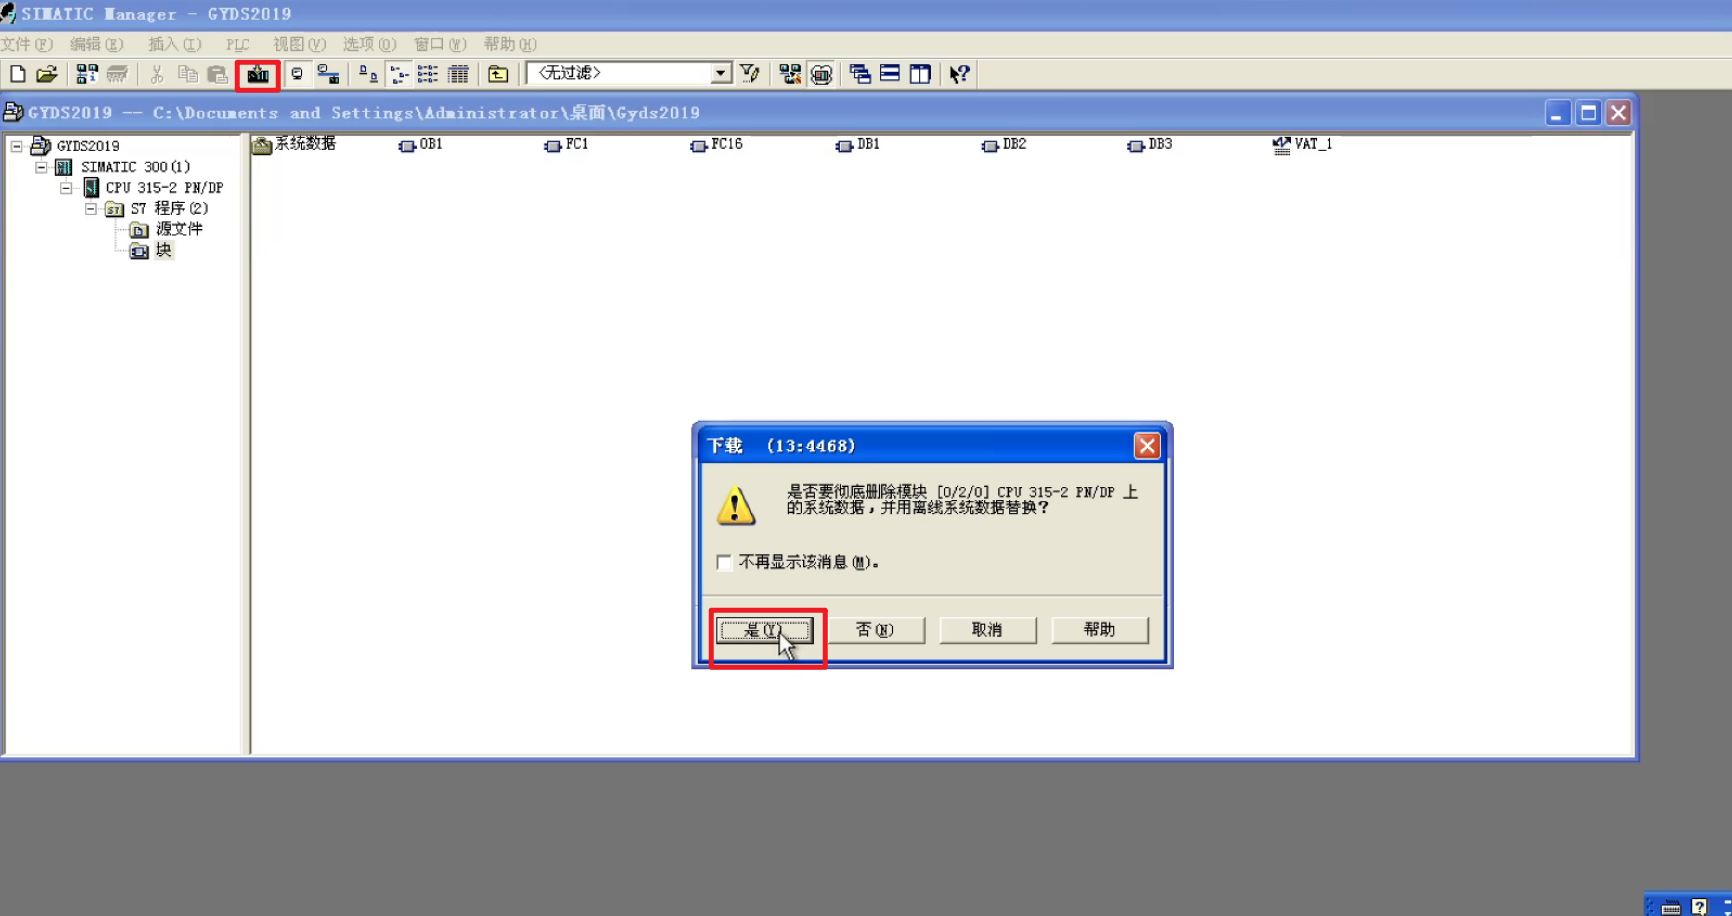 SIMATIC Manager - GYDS2019
文件(F) 编辑(E) 插入(I) PLC 视图(V) 选项(O) 窗口(W) 帮助(H)
<无过滤>
GYDS2019 -- C:\Documents and Settings\Administrator\桌面\Gyds2019
GYDS2019
SIMATIC 300(1)
CPU 315-2 PN/DP
S7 程序(2)
源文件
块
系统数据 OB1 FC1 FC16 DB1 DB2 DB3 VAT_1
下载 (13:4468)
是否要彻底删除模块 [0/2/0] CPU 315-2 PN/DP 上
的系统数据，并用离线系统数据替换？
不再显示该消息(M)。
是(Y) 否(N) 取消 帮助